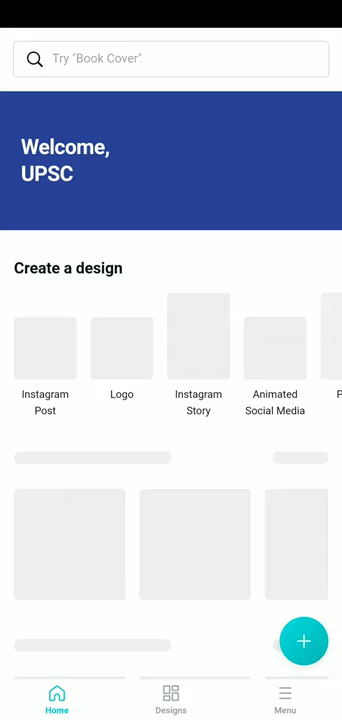 Try "Book Cover"
Welcome,
UPSC
Create a design
Instagram
Post
Logo
Instagram
Story
Animated
Social Media
P
Home
Designs
Menu